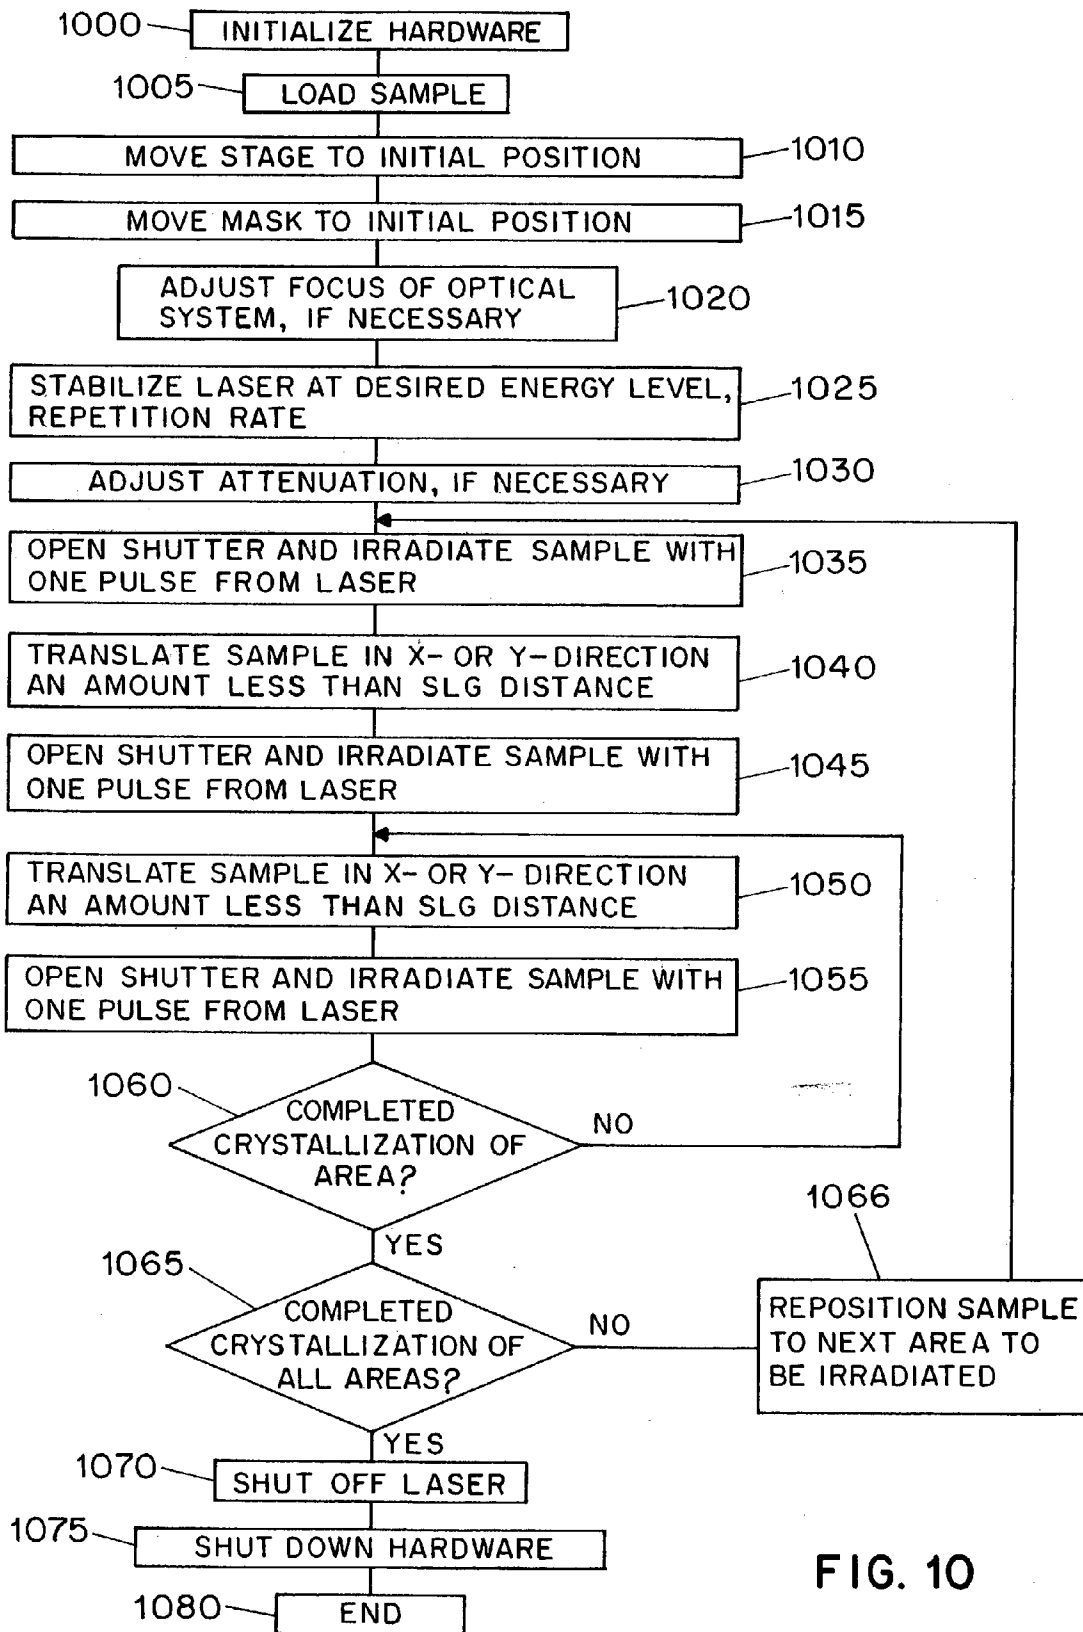 1000
INITIALIZE HARDWARE
1005
LOAD SAMPLE
MOVE STAGE TO INITIAL POSITION
1010
MOVE MASK TO INITIAL POSITION
1015
ADJUST FOCUS OF OPTICAL
SYSTEM, IF NECESSARY
1020
STABILIZE LASER AT DESIRED ENERGY LEVEL,
REPETITION RATE
1025
ADJUST ATTENUATION, IF NECESSARY
1030
OPEN SHUTTER AND IRRADIATE SAMPLE WITH
ONE PULSE FROM LASER
1035
TRANSLATE SAMPLE IN X- OR Y-DIRECTION
AN AMOUNT LESS THAN SLG DISTANCE
1040
OPEN SHUTTER AND IRRADIATE SAMPLE WITH
ONE PULSE FROM LASER
1045
TRANSLATE SAMPLE IN X- OR Y- DIRECTION
AN AMOUNT LESS THAN SLG DISTANCE
1050
OPEN SHUTTER AND IRRADIATE SAMPLE WITH
ONE PULSE FROM LASER
1055
1060
COMPLETED
CRYSTALLIZATION OF
AREA?
NO
YES
1065
COMPLETED
CRYSTALLIZATION OF
ALL AREAS?
NO
1066
REPOSITION SAMPLE
TO NEXT AREA TO
BE IRRADIATED
YES
1070
SHUT OFF LASER
1075
SHUT DOWN HARDWARE
1080
END
FIG. 10